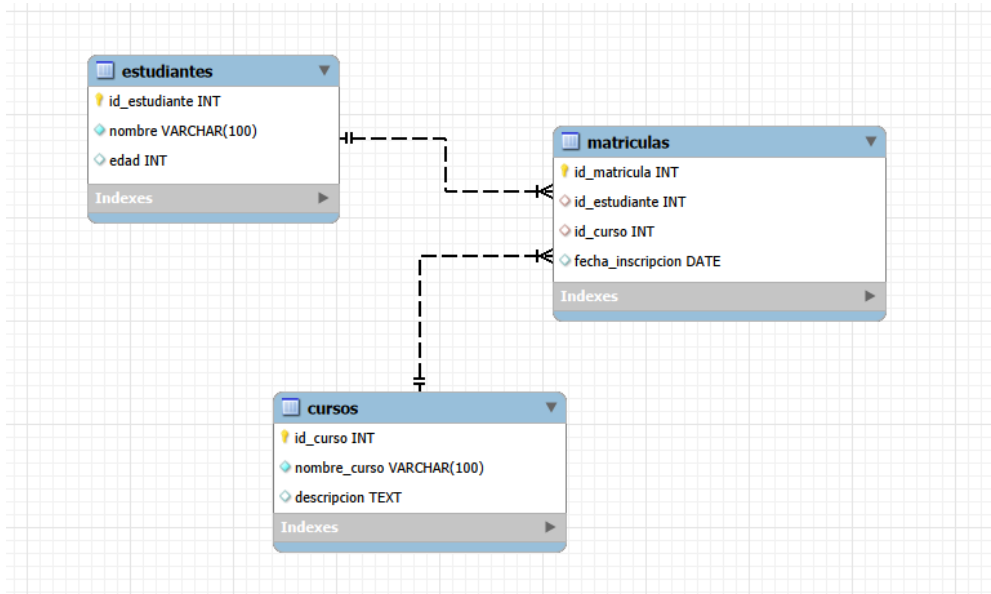 estudiantes
id_estudiante INT
nombre VARCHAR(100)
edad INT
Indexes
matriculas
id_matricula INT
id_estudiante INT
id_curso INT
fecha_inscripcion DATE
Indexes
cursos
id_curso INT
nombre_curso VARCHAR(100)
descripcion TEXT
Indexes